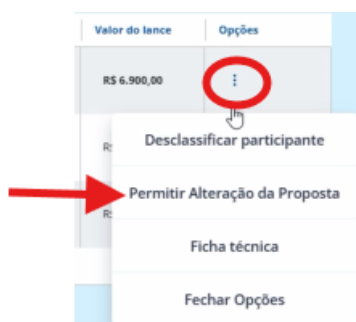 Valor do lance Opções
R$ 6.900,00
R$
Desclassificar participante
Permitir Alteração da Proposta
R$
Ficha técnica
Fechar Opções